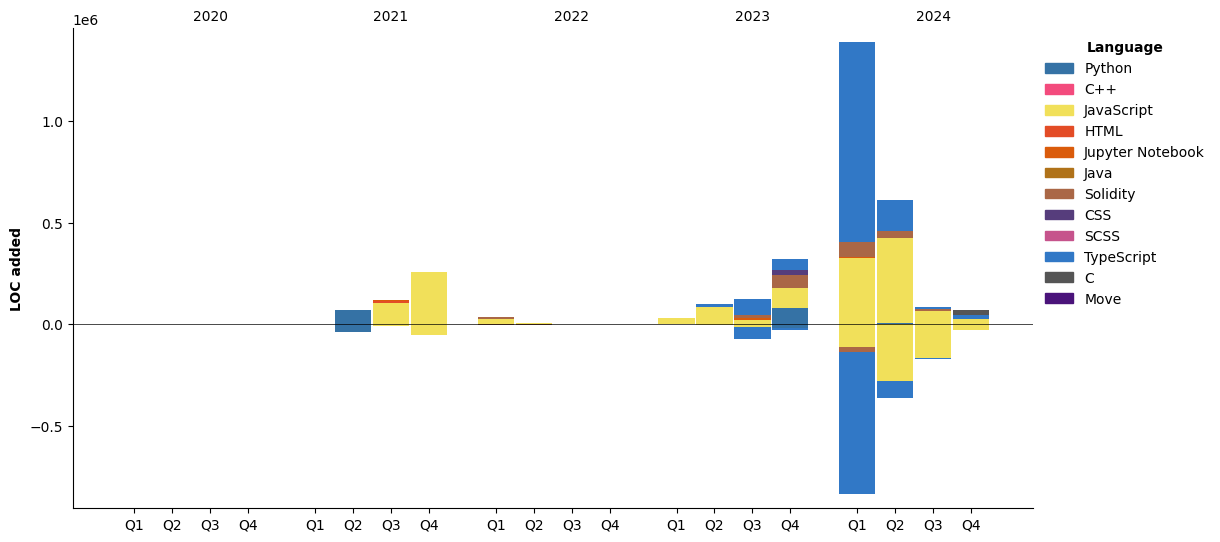 1e6
2020 2021 2022 2023 2024
Language
Python
C++
JavaScript
HTML
Jupyter Notebook
Java
Solidity
CSS
SCSS
TypeScript
C
Move
LOC added
1.0
0.5
0.0
−0.5
Q1 Q2 Q3 Q4 Q1 Q2 Q3 Q4 Q1 Q2 Q3 Q4 Q1 Q2 Q3 Q4 Q1 Q2 Q3 Q4